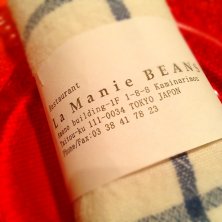 Restaurant
La Manie BEANS
building-1F 1-8-8 Kaminarimon
Taitou-ku 111-0034 TOKYO JAPON
Phone/Fax:03 38 41 78 23